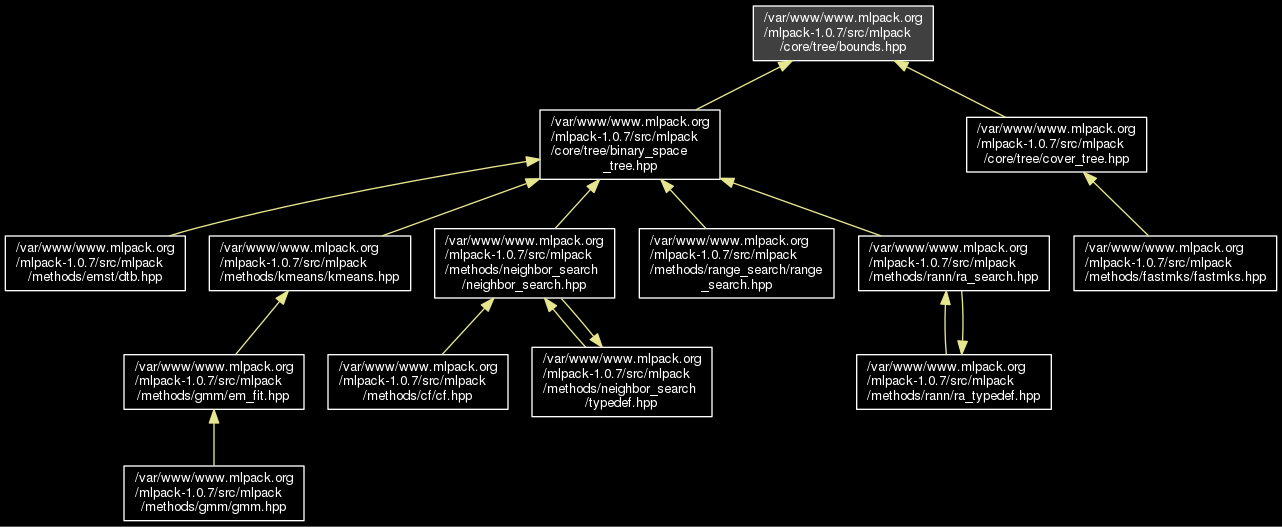 /var/www/www.mlpack.org
/mlpack-1.0.7/src/mlpack
/core/tree/bounds.hpp
/var/www/www.mlpack.org
/mlpack-1.0.7/src/mlpack
/core/tree/binary_space
_tree.hpp
/var/www/www.mlpack.org
/mlpack-1.0.7/src/mlpack
/core/tree/cover_tree.hpp
/var/www/www.mlpack.org
/mlpack-1.0.7/src/mlpack
/methods/emst/dtb.hpp
/var/www/www.mlpack.org
/mlpack-1.0.7/src/mlpack
/methods/kmeans/kmeans.hpp
/var/www/www.mlpack.org
/mlpack-1.0.7/src/mlpack
/methods/neighbor_search
/neighbor_search.hpp
/var/www/www.mlpack.org
/mlpack-1.0.7/src/mlpack
/methods/range_search/range
_search.hpp
/var/www/www.mlpack.org
/mlpack-1.0.7/src/mlpack
/methods/rann/ra_search.hpp
/var/www/www.mlpack.org
/mlpack-1.0.7/src/mlpack
/methods/fastmks/fastmks.hpp
/var/www/www.mlpack.org
/mlpack-1.0.7/src/mlpack
/methods/gmm/em_fit.hpp
/var/www/www.mlpack.org
/mlpack-1.0.7/src/mlpack
/methods/cf/cf.hpp
/var/www/www.mlpack.org
/mlpack-1.0.7/src/mlpack
/methods/neighbor_search
/typedef.hpp
/var/www/www.mlpack.org
/mlpack-1.0.7/src/mlpack
/methods/rann/ra_typedef.hpp
/var/www/www.mlpack.org
/mlpack-1.0.7/src/mlpack
/methods/gmm/gmm.hpp